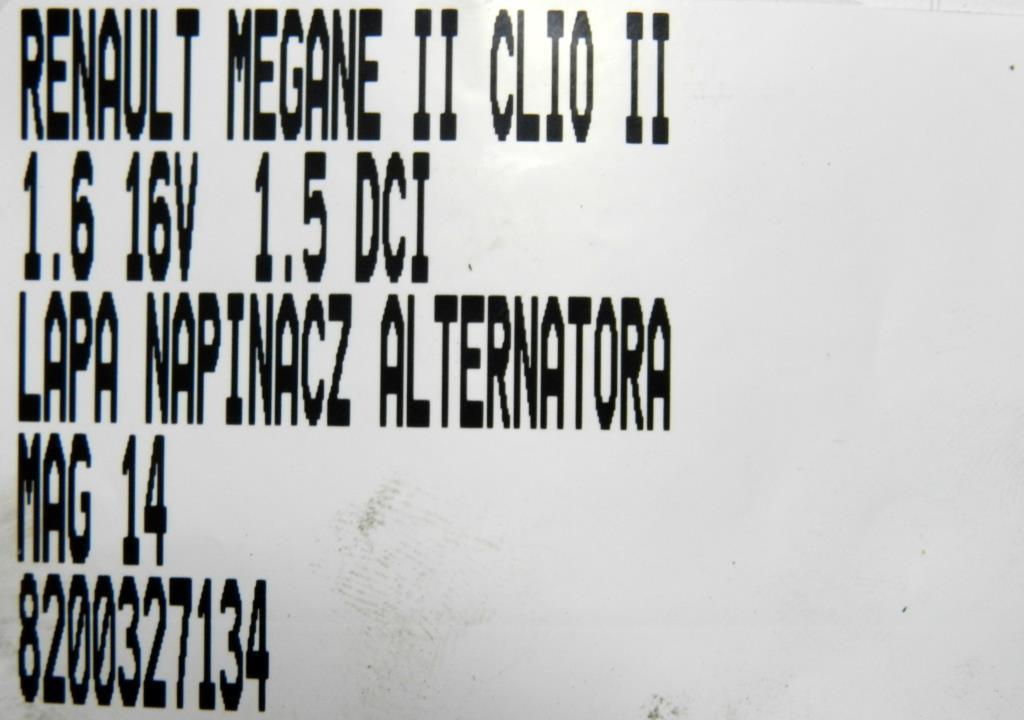 RENAULT MEGANE II CLIO II
1.6 16V 1.5 DCI
LAPA NAPINACZ ALTERNATORA
MAG 14
8200327134